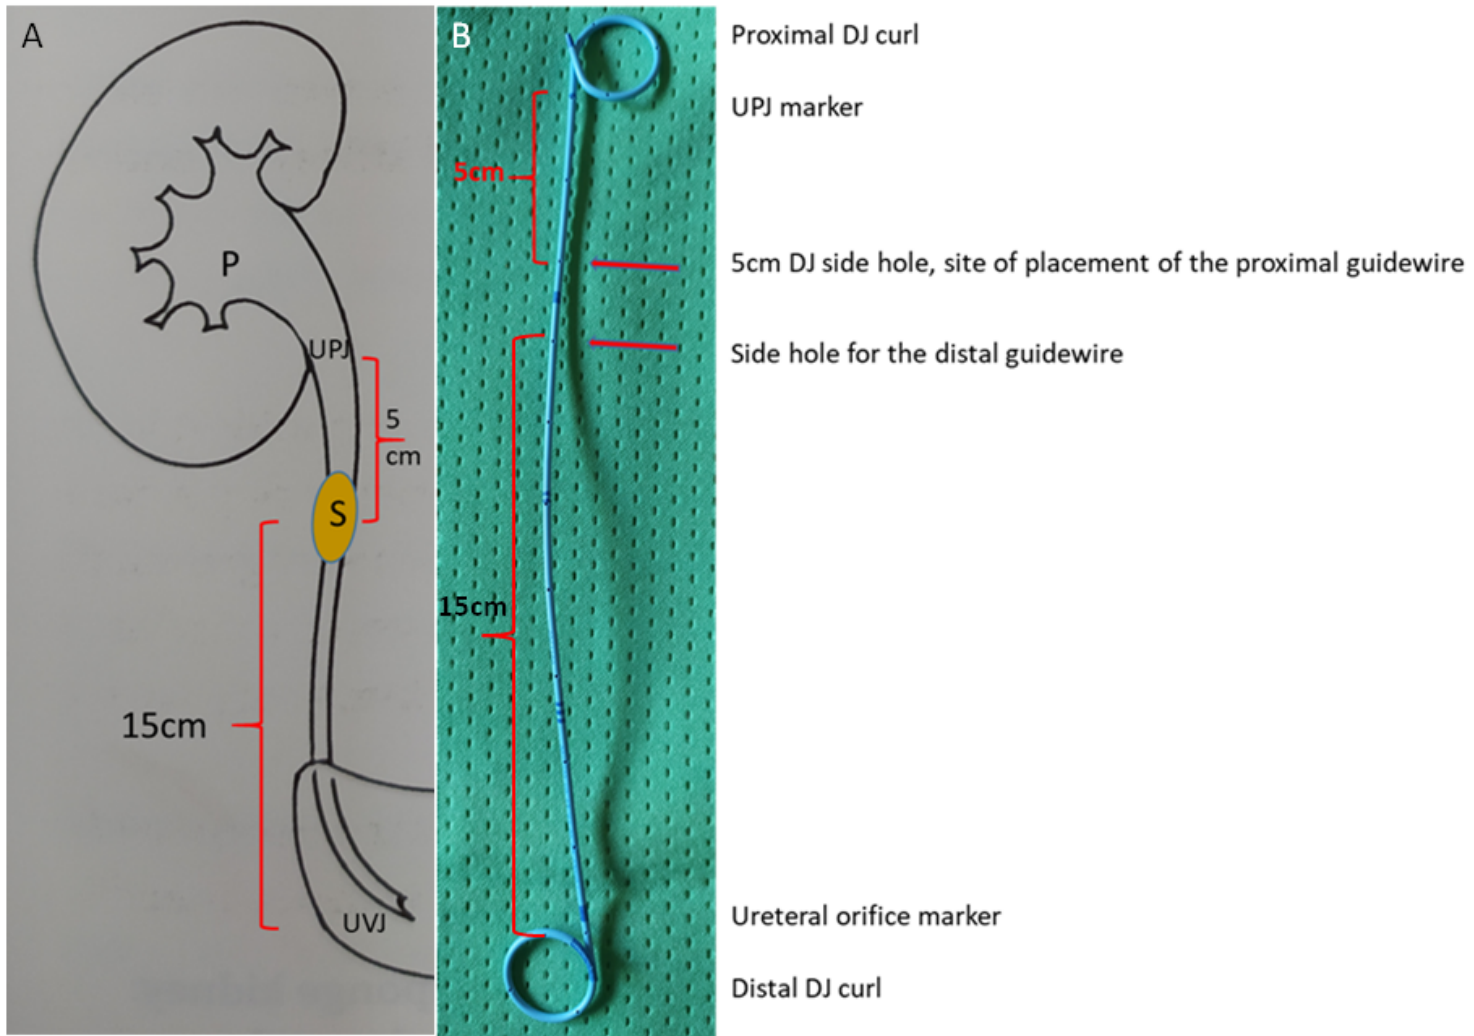 A
P
UPJ
5
cm
S
15cm
UVJ
B
5cm
15cm
Proximal DJ curl
UPJ marker
5cm DJ side hole, site of placement of the proximal guidewire
Side hole for the distal guidewire
Ureteral orifice marker
Distal DJ curl